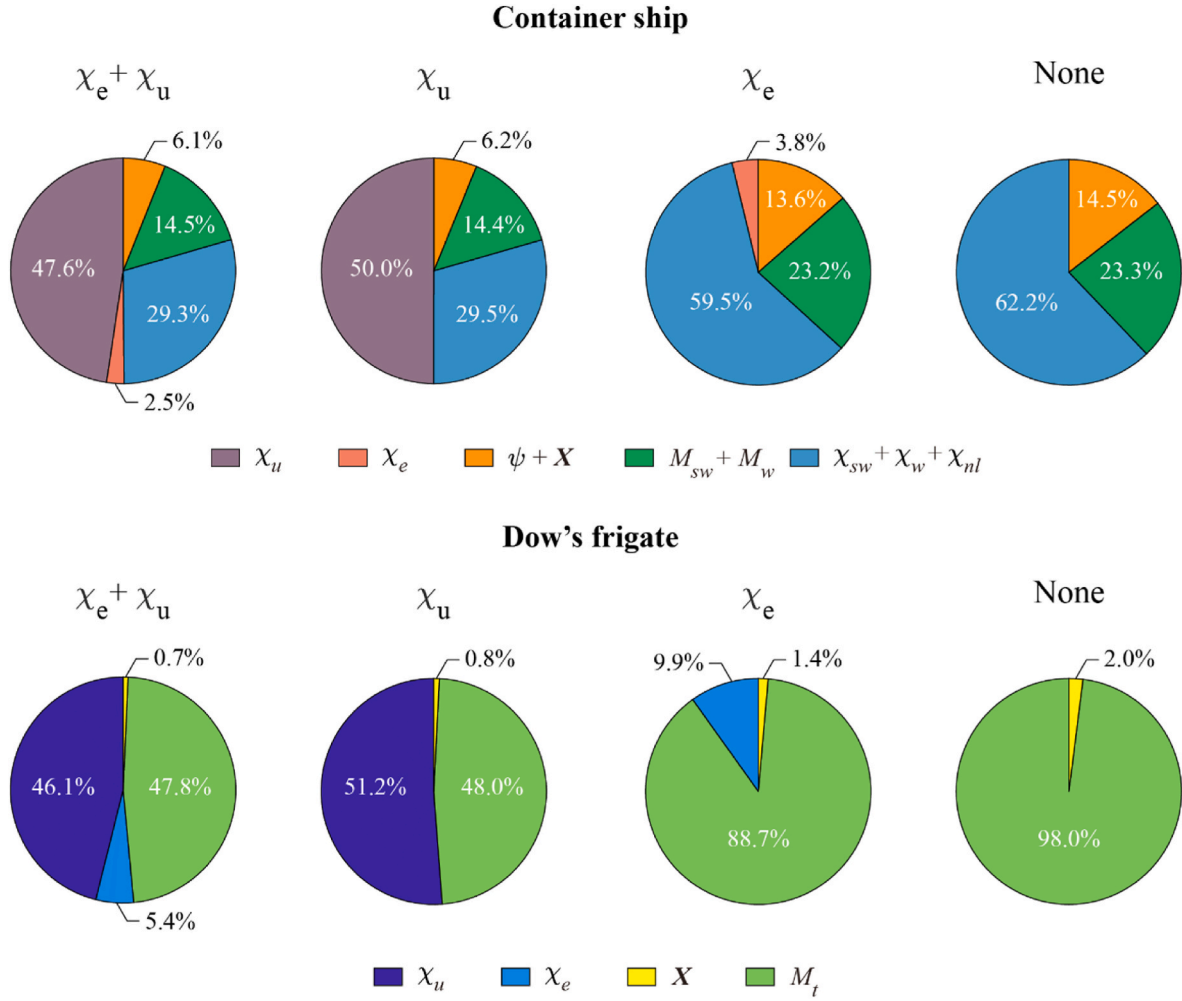 Container ship
χe + χu χu χe None
6.1% 6.2% 3.8%
14.5% 14.4% 13.6% 14.5%
47.6% 50.0% 23.2% 23.3%
29.3% 29.5% 59.5% 62.2%
2.5%
χu χe ψ + X Msw + Mw χsw + χw + χnl
Dow's frigate
χe + χu χu χe None
0.7% 0.8% 9.9% 1.4% 2.0%
46.1% 47.8% 51.2% 48.0%
88.7% 98.0%
5.4%
χu χe X Mt